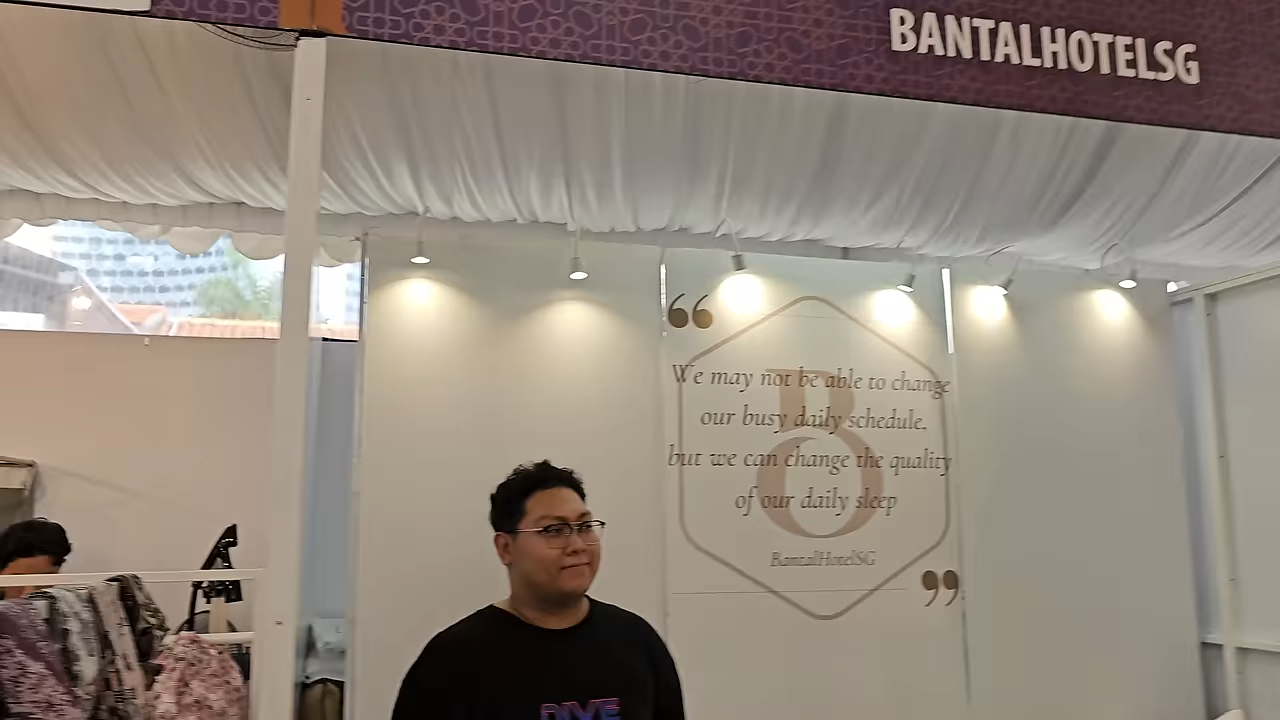 BANTALHOTELSG
“
We may not be able to change
our busy daily schedule,
but we can change the quality
of our daily sleep
BantalHotelSG
”
DIVE